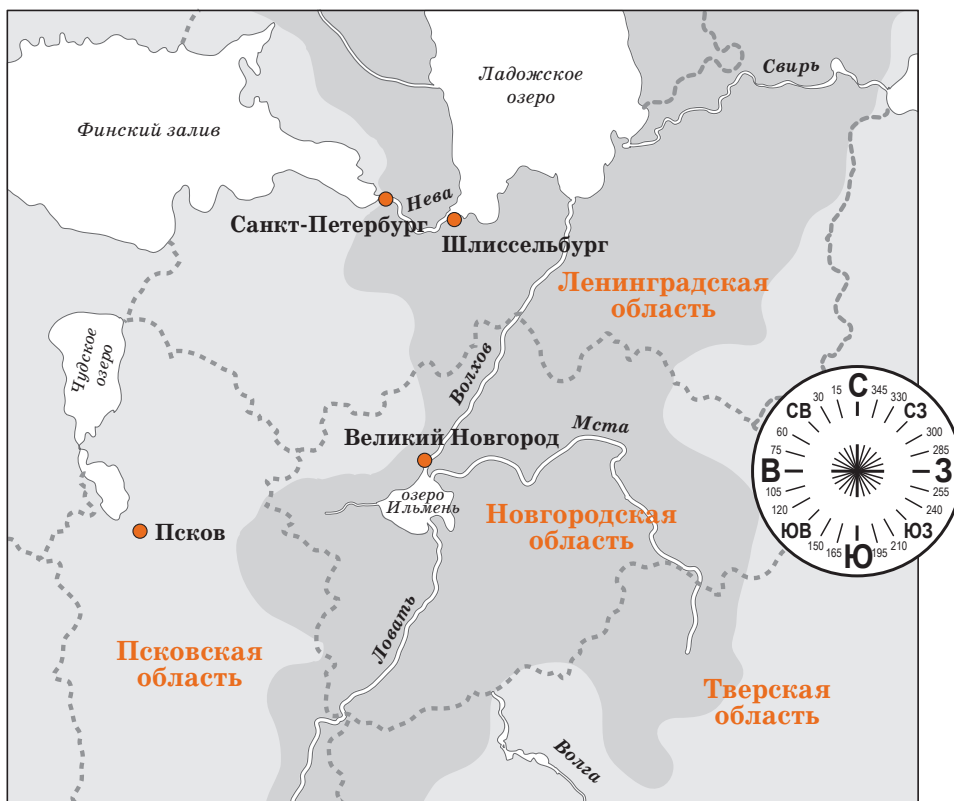 Ладожское
озеро
Свирь
Финский залив
Нева
Санкт-Петербург
Шлиссельбург
Ленинградская
область
Чудское
озеро
Волхов
Великий Новгород
Мста
озеро
Ильмень
Новгородская
область
Псков
Ловать
Псковская
область
Тверская
область
Волга
С
345
330
СЗ
300
285
З
255
240
ЮЗ
210
195
Ю
165
150
ЮВ
120
105
В
75
60
СВ
30
15